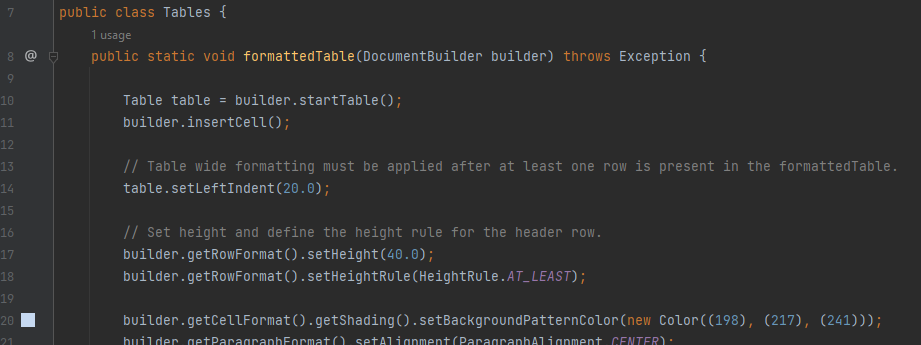 7 public class Tables {
1 usage
8 @ public static void formattedTable(DocumentBuilder builder) throws Exception {
9
10 Table table = builder.startTable();
11 builder.insertCell();
12
13 // Table wide formatting must be applied after at least one row is present in the formattedTable.
14 table.setLeftIndent(20.0);
15
16 // Set height and define the height rule for the header row.
17 builder.getRowFormat().setHeight(40.0);
18 builder.getRowFormat().setHeightRule(HeightRule.AT_LEAST);
19
20 builder.getCellFormat().getShading().setBackgroundPatternColor(new Color((198), (217), (241)));
21 builder.getParagraphFormat().setAlignment(ParagraphAlignment.CENTER);